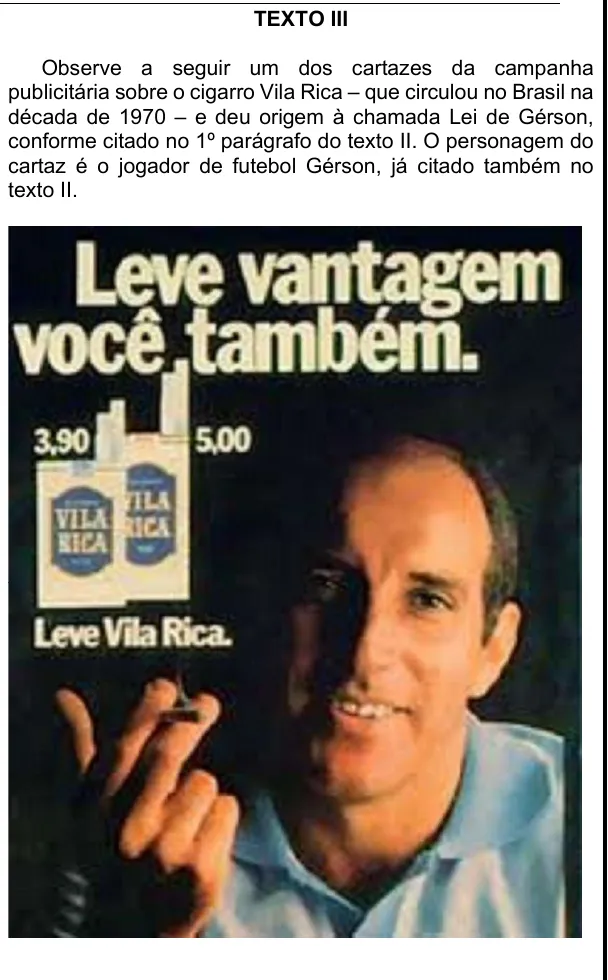 TEXTO III
Observe a seguir um dos cartazes da campanha
publicitária sobre o cigarro Vila Rica – que circulou no Brasil na
década de 1970 – e deu origem à chamada Lei de Gérson,
conforme citado no 1º parágrafo do texto II. O personagem do
cartaz é o jogador de futebol Gérson, já citado também no
texto II.
Leve vantagem
você também.
3,90
5,00
VILA
RICA
VILA
RICA
Leve Vila Rica.